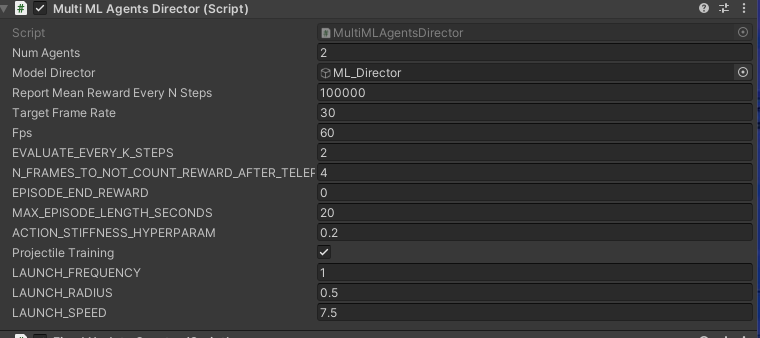 Multi ML Agents Director (Script)
Script MultiMLAgentsDirector
Num Agents 2
Model Director ML_Director
Report Mean Reward Every N Steps 100000
Target Frame Rate 30
Fps 60
EVALUATE_EVERY_K_STEPS 2
N_FRAMES_TO_NOT_COUNT_REWARD_AFTER_TELEP 4
EPISODE_END_REWARD 0
MAX_EPISODE_LENGTH_SECONDS 20
ACTION_STIFFNESS_HYPERPARAM 0.2
Projectile Training
LAUNCH_FREQUENCY 1
LAUNCH_RADIUS 0.5
LAUNCH_SPEED 7.5